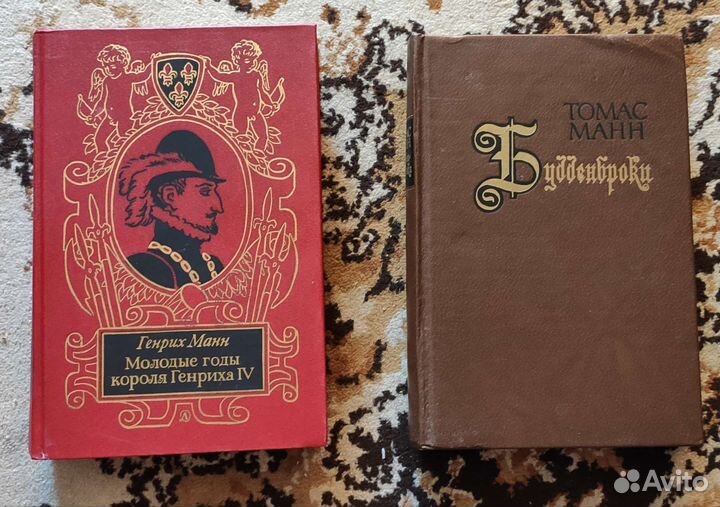 Генрих Манн
Молодые годы
короля Генриха IV
ТОМАС
МАНН
Будденброки
Avito